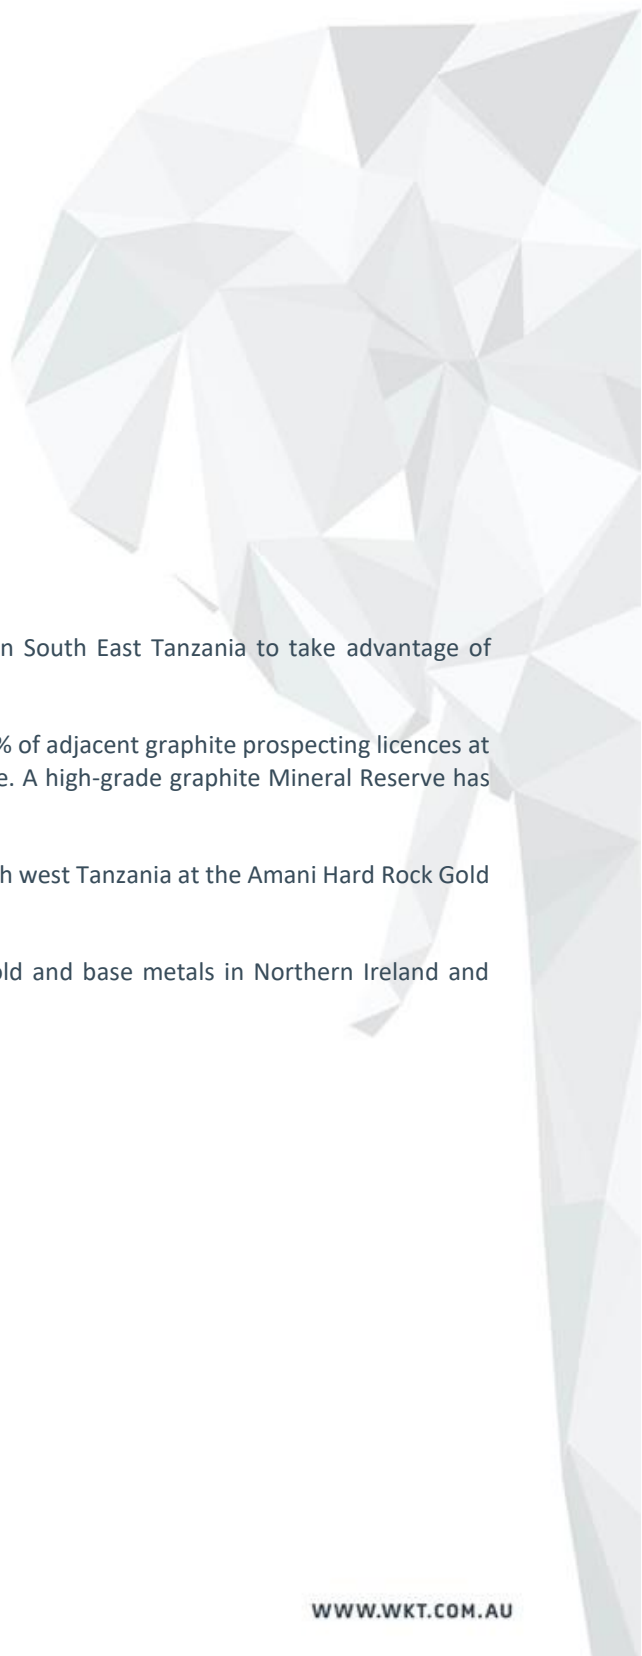 n South East Tanzania to take advantage of
% of adjacent graphite prospecting licences at
e. A high-grade graphite Mineral Reserve has
h west Tanzania at the Amani Hard Rock Gold
old and base metals in Northern Ireland and
WWW.WKT.COM.AU